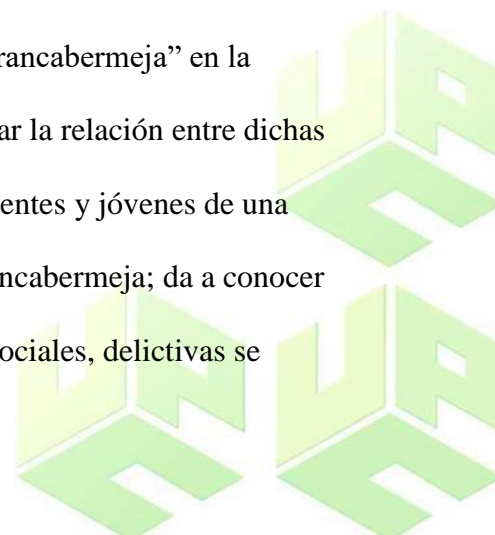 rancabermeja” en la
ar la relación entre dichas
entes y jóvenes de una
ncabermeja; da a conocer
ociales, delictivas se